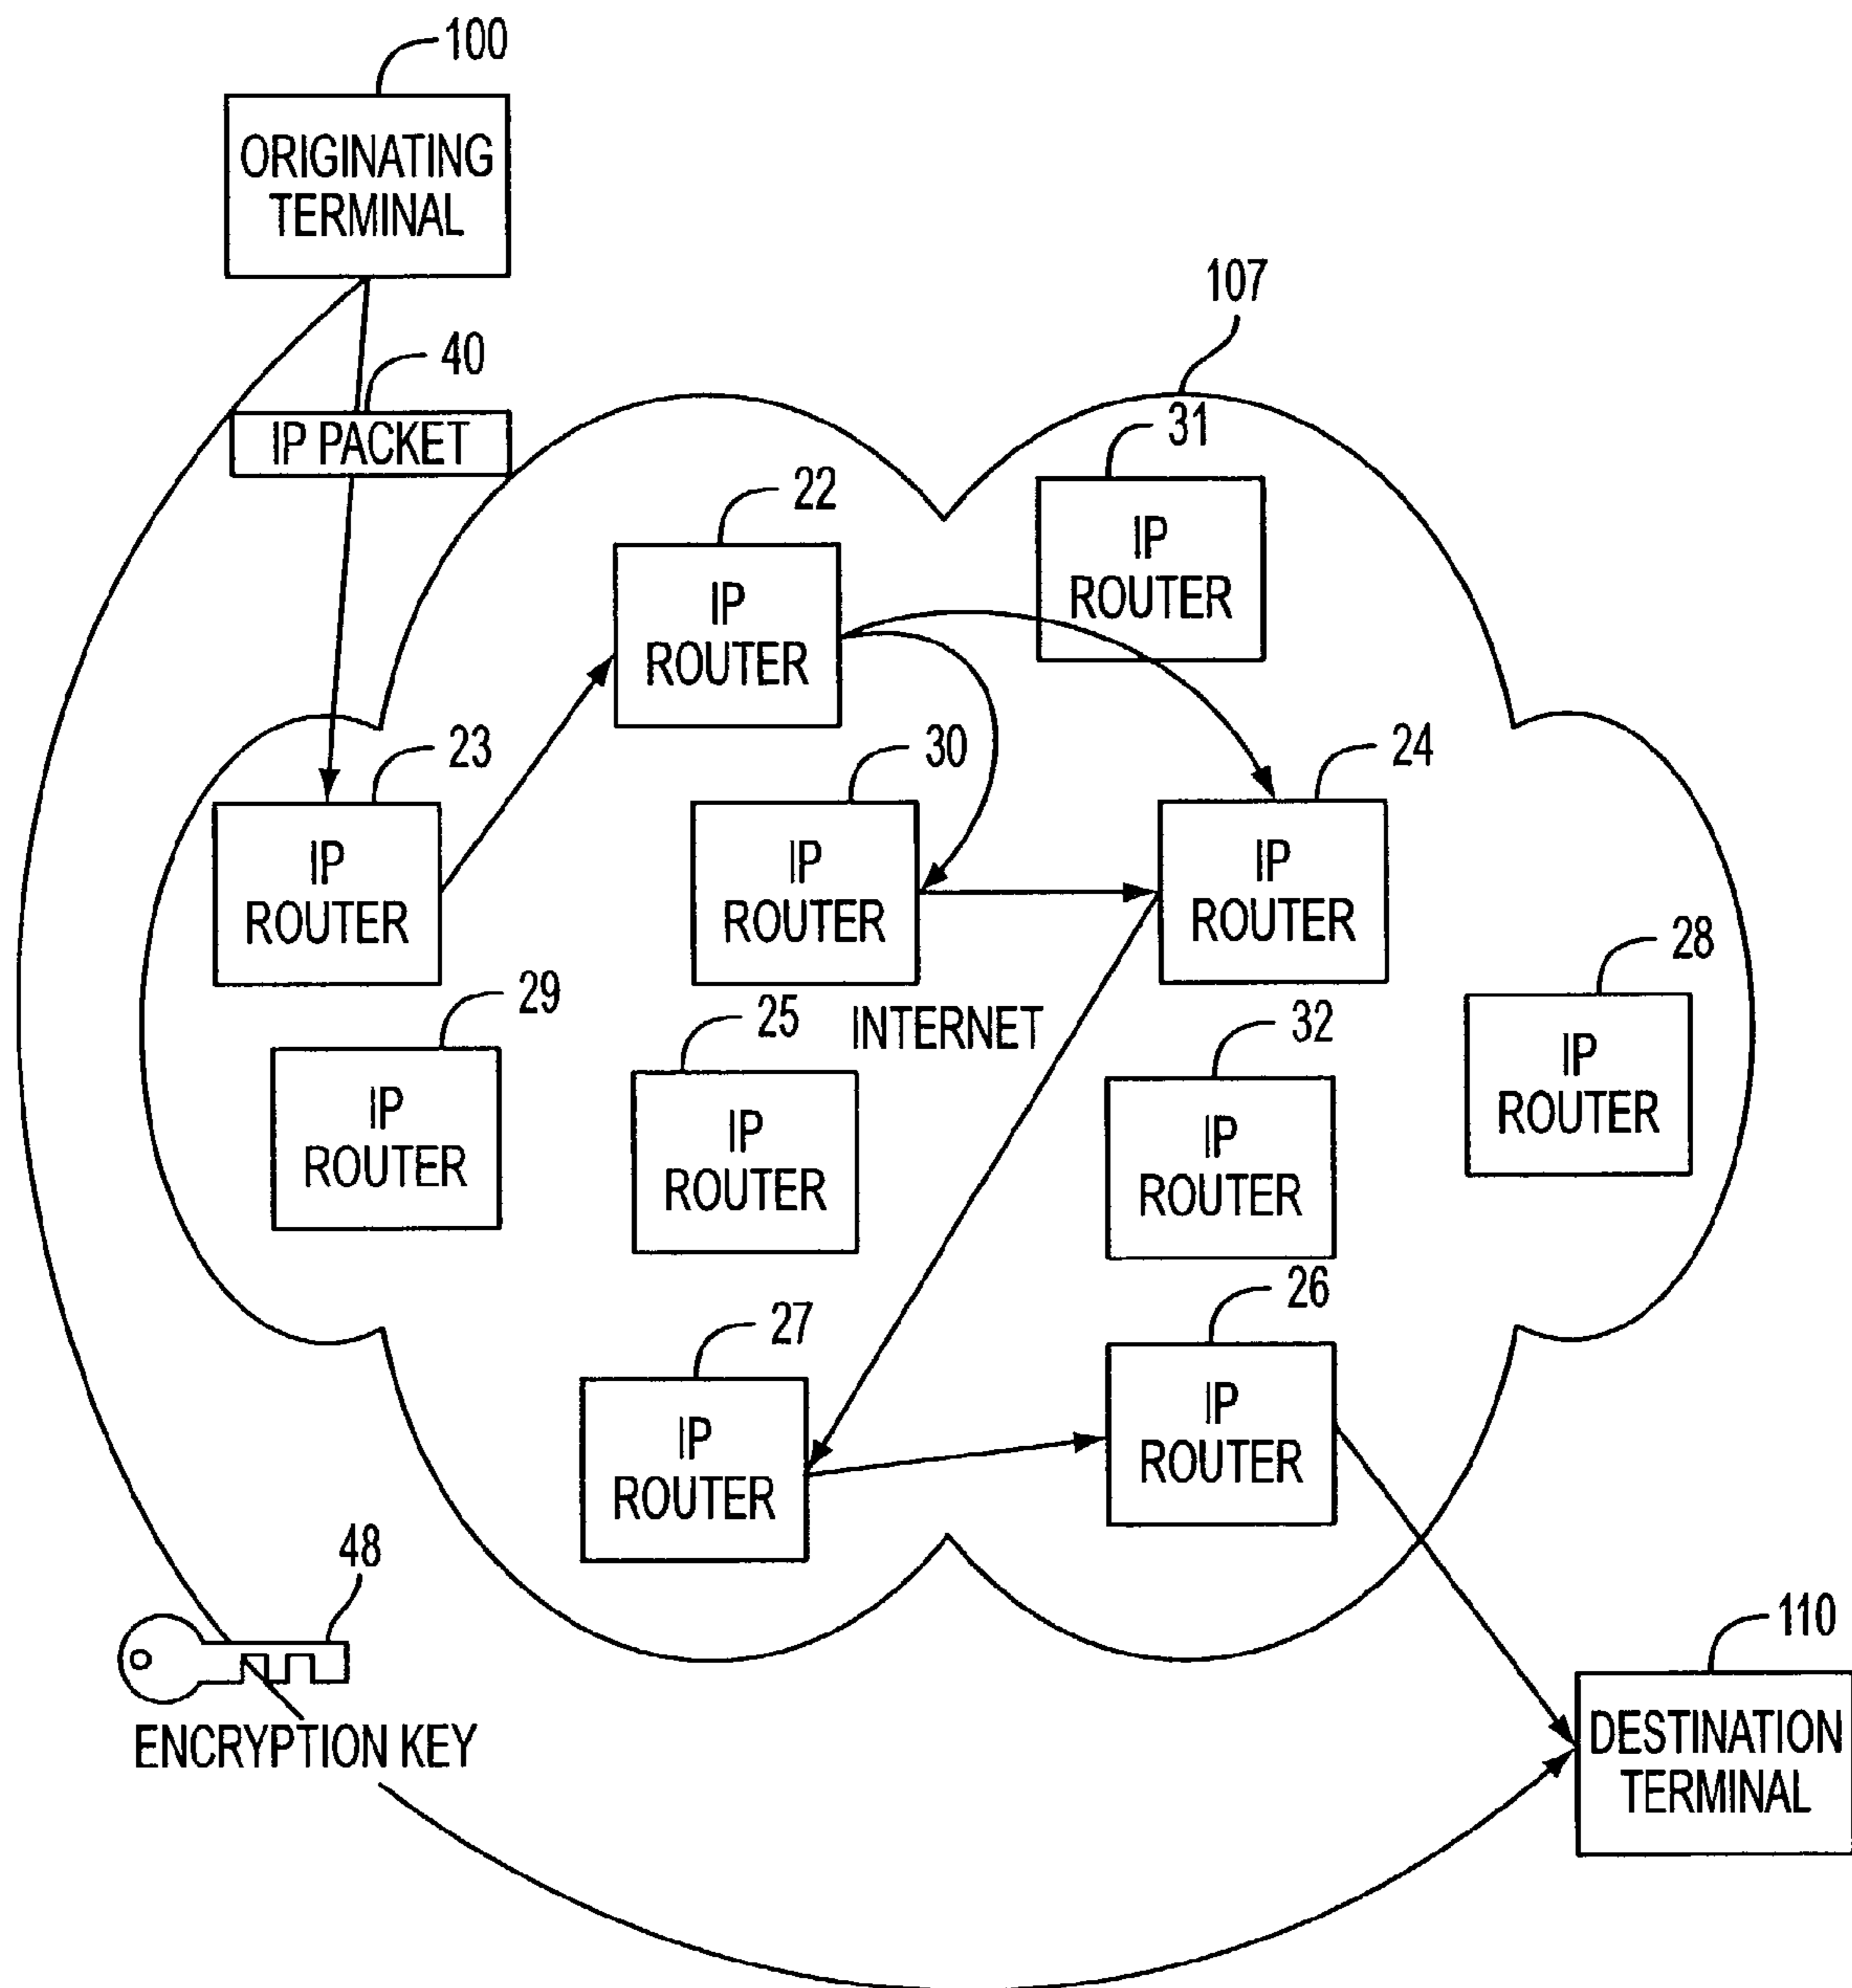 100
ORIGINATING
TERMINAL
107
40
IP PACKET
31
IP
ROUTER
22
IP
ROUTER
23
IP
ROUTER
30
IP
ROUTER
24
IP
ROUTER
28
IP
ROUTER
29
IP
ROUTER
25
IP
ROUTER
INTERNET
32
IP
ROUTER
27
IP
ROUTER
26
IP
ROUTER
48
ENCRYPTION KEY
110
DESTINATION
TERMINAL